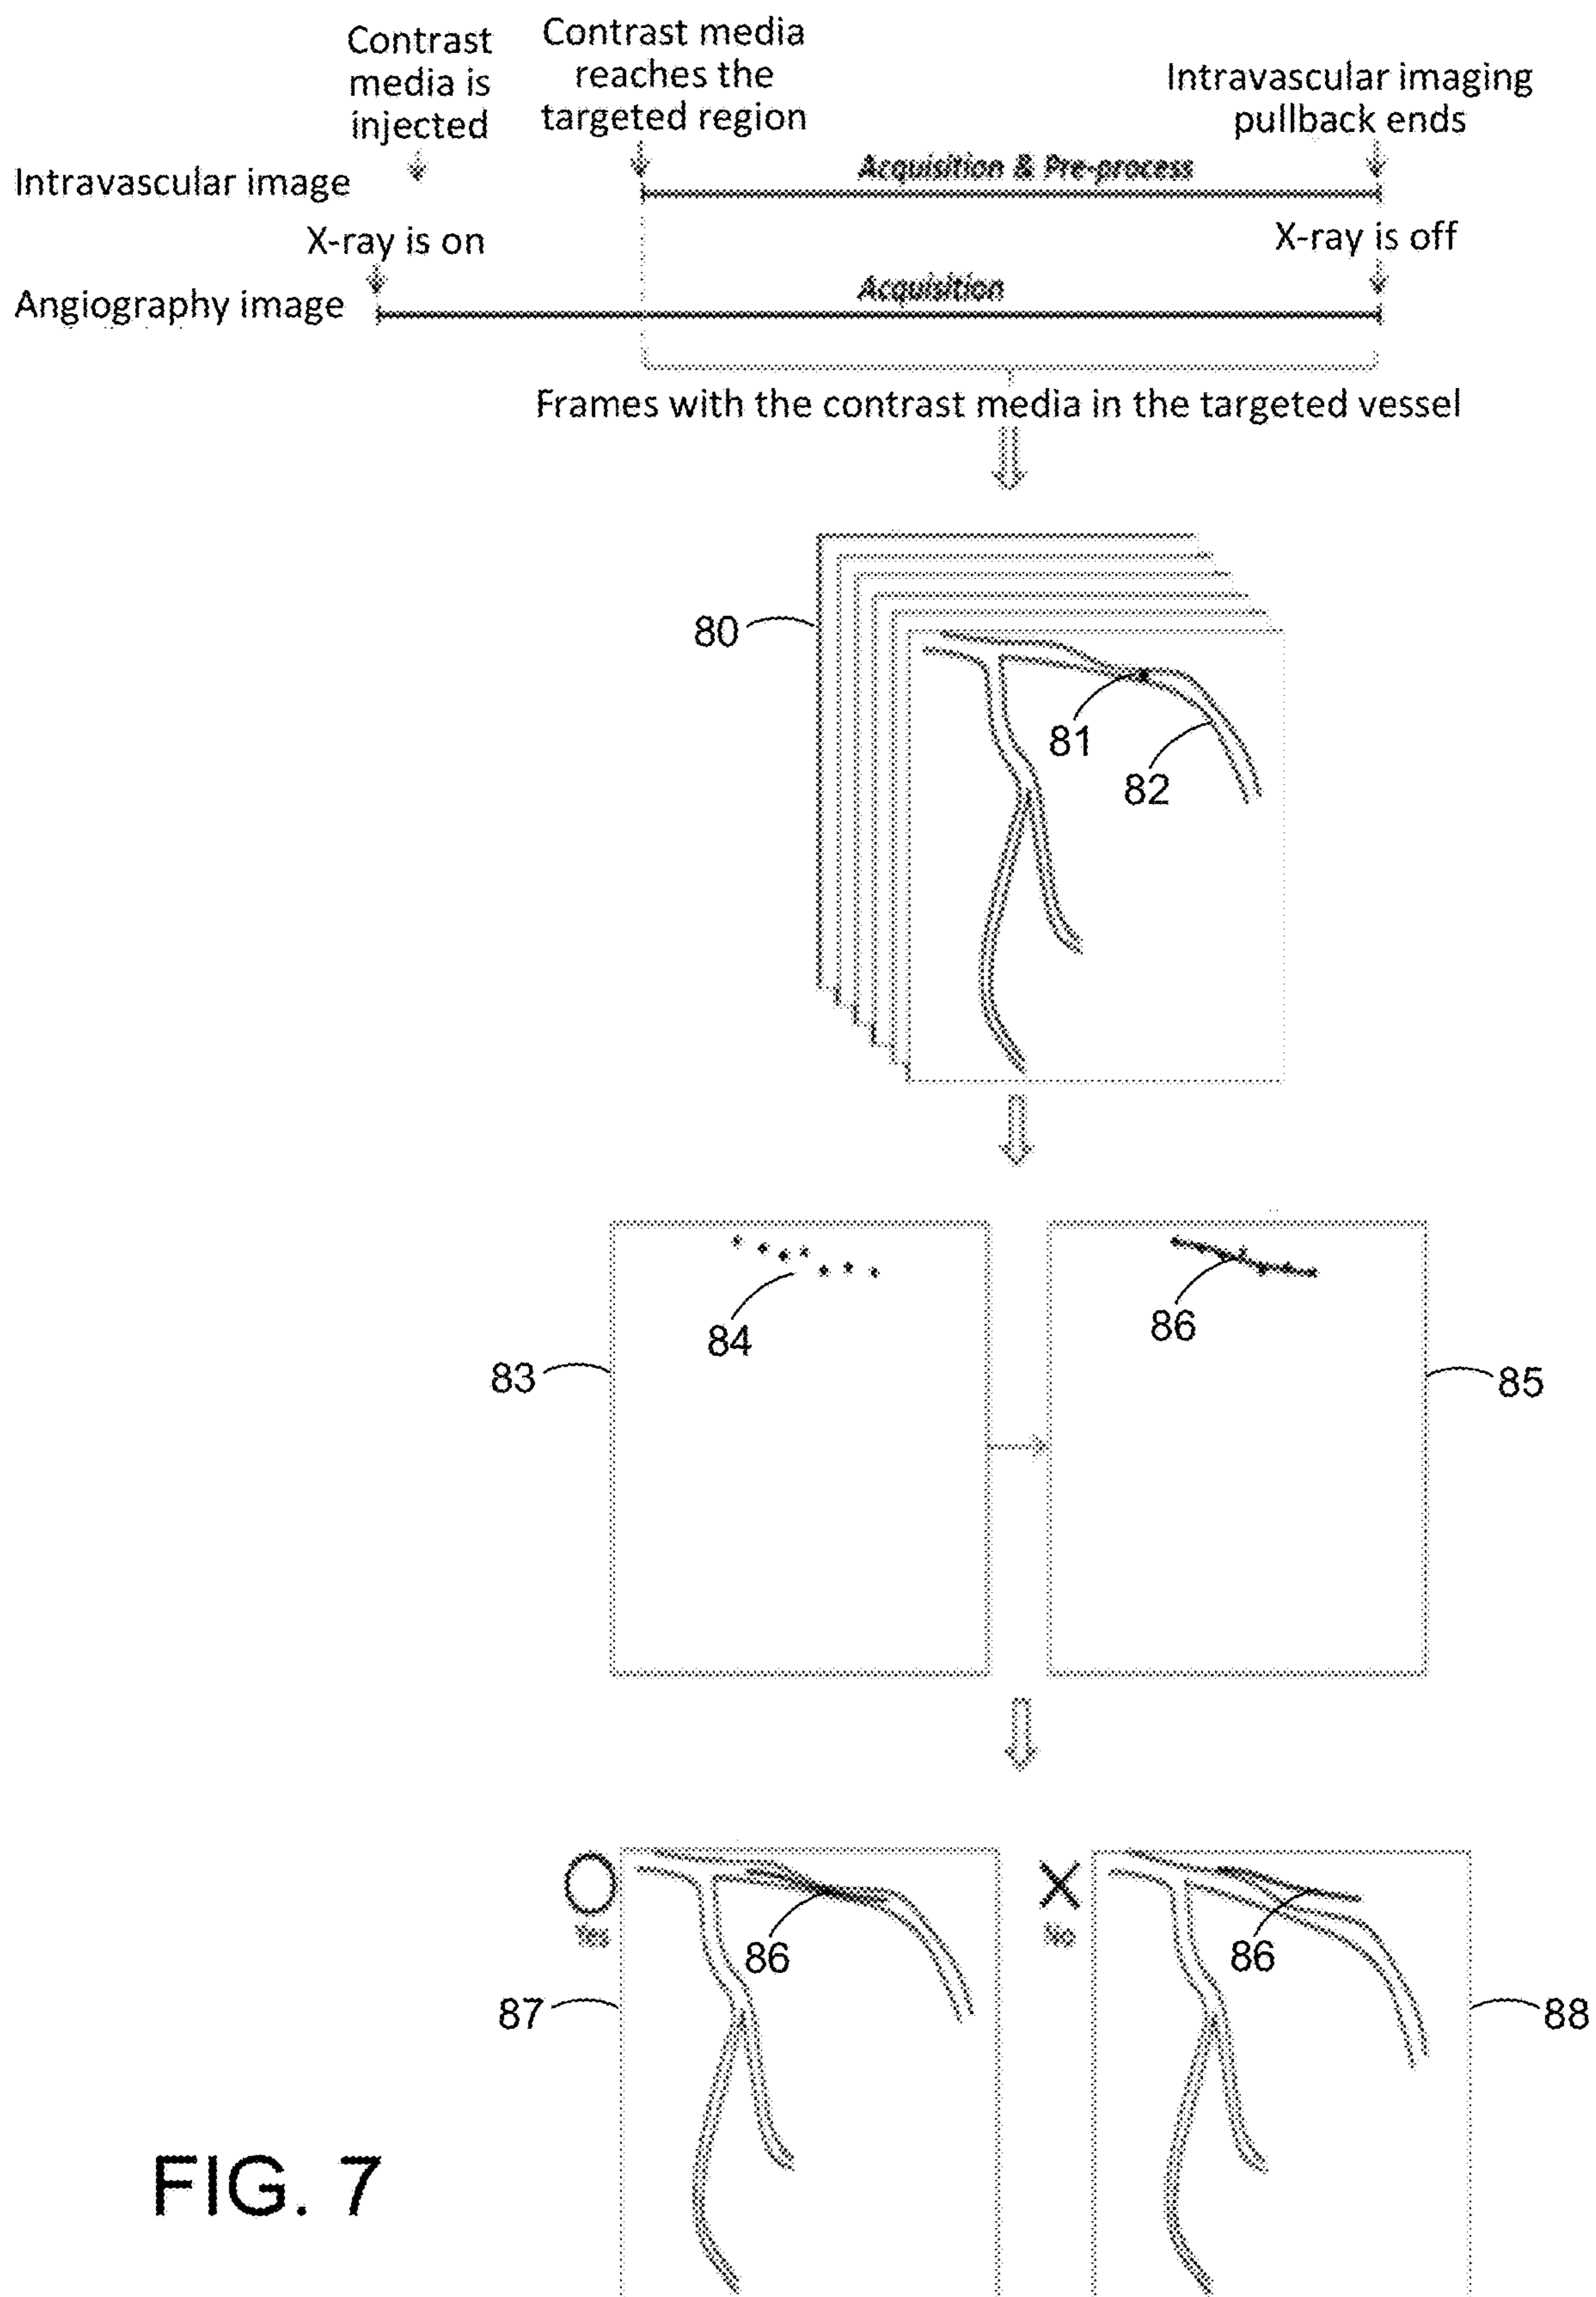 Contrast
media is
injected
Contrast media
reaches the
targeted region
Intravascular imaging
pullback ends
Intravascular image
Acquisition & Pre-process
X-ray is on
X-ray is off
Angiography image
Acquisition
Frames with the contrast media in the targeted vessel
80
81
82
84
86
83
85
Yes
86
No
86
87
88
FIG. 7